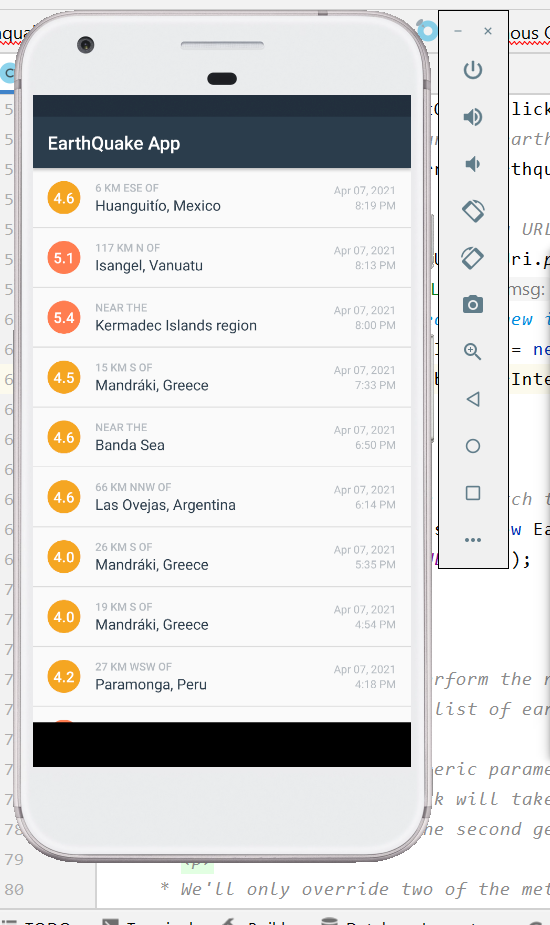 EarthQuake App
4.6
6 KM ESE OF
Huanguitío, Mexico
Apr 07, 2021
8:19 PM
5.1
117 KM N OF
Isangel, Vanuatu
Apr 07, 2021
8:13 PM
5.4
NEAR THE
Kermadec Islands region
Apr 07, 2021
8:00 PM
4.5
15 KM S OF
Mandráki, Greece
Apr 07, 2021
7:33 PM
4.6
NEAR THE
Banda Sea
Apr 07, 2021
6:50 PM
4.6
66 KM NNW OF
Las Ovejas, Argentina
Apr 07, 2021
6:14 PM
4.0
26 KM S OF
Mandráki, Greece
Apr 07, 2021
5:35 PM
4.0
19 KM S OF
Mandráki, Greece
Apr 07, 2021
4:54 PM
4.2
27 KM WSW OF
Paramonga, Peru
Apr 07, 2021
4:18 PM
lick
arth
URL
msg:
ew i
= ne
Inte
ch t
w Ea
);
rform the
list of ear
eric parame
k will take
he second ge
78
79
<p>
80
* We'll only override two of the met